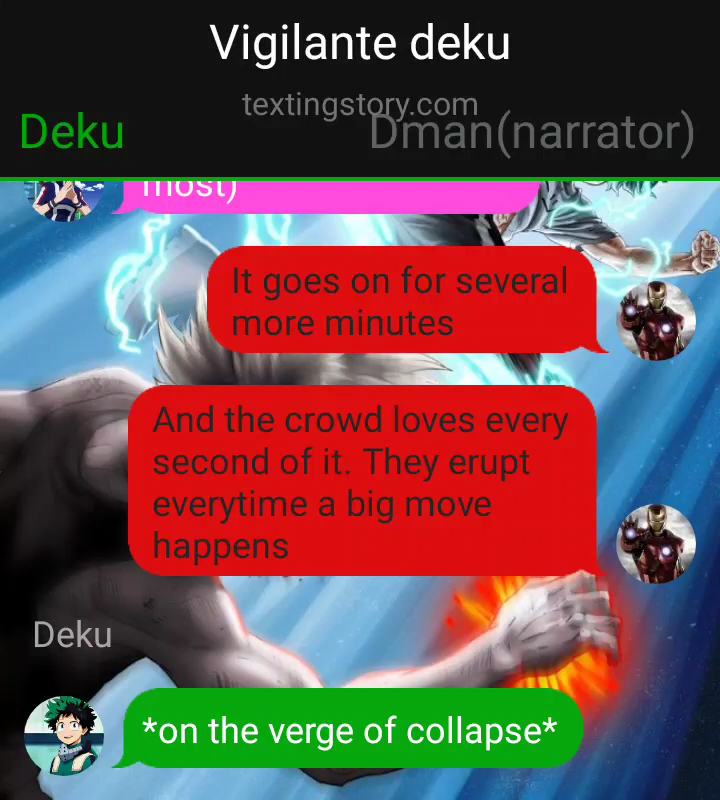 Vigilante deku
textingstory.com
Deku
Dman(narrator)
most)
It goes on for several
more minutes
And the crowd loves every
second of it. They erupt
everytime a big move
happens
Deku
*on the verge of collapse*